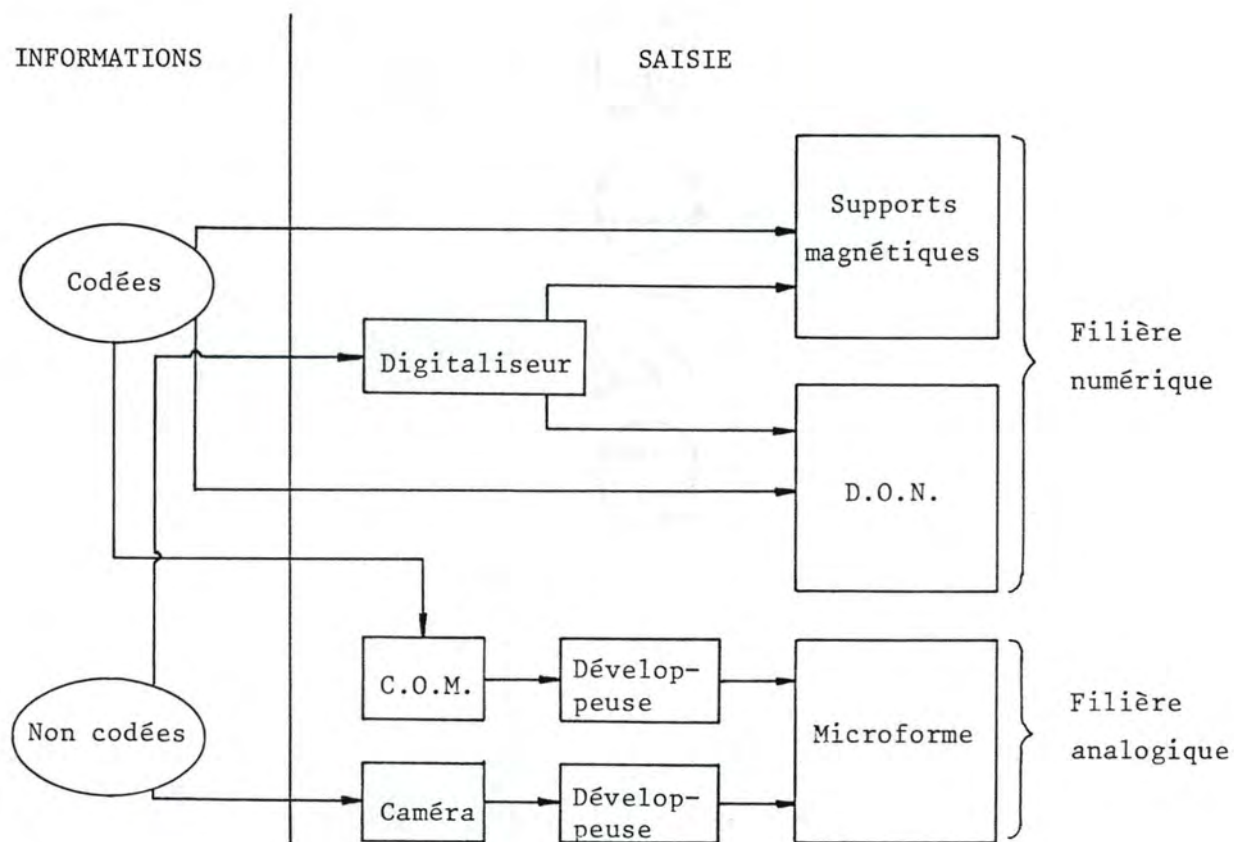 INFORMATIONS
SAISIE
Supports
magnétiques
Codées
Digitaliseur
Filière
numérique
D.O.N.
C.O.M.
Dévelop-
peuse
Microforme
Filière
analogique
Non codées
Caméra
Dévelop-
peuse